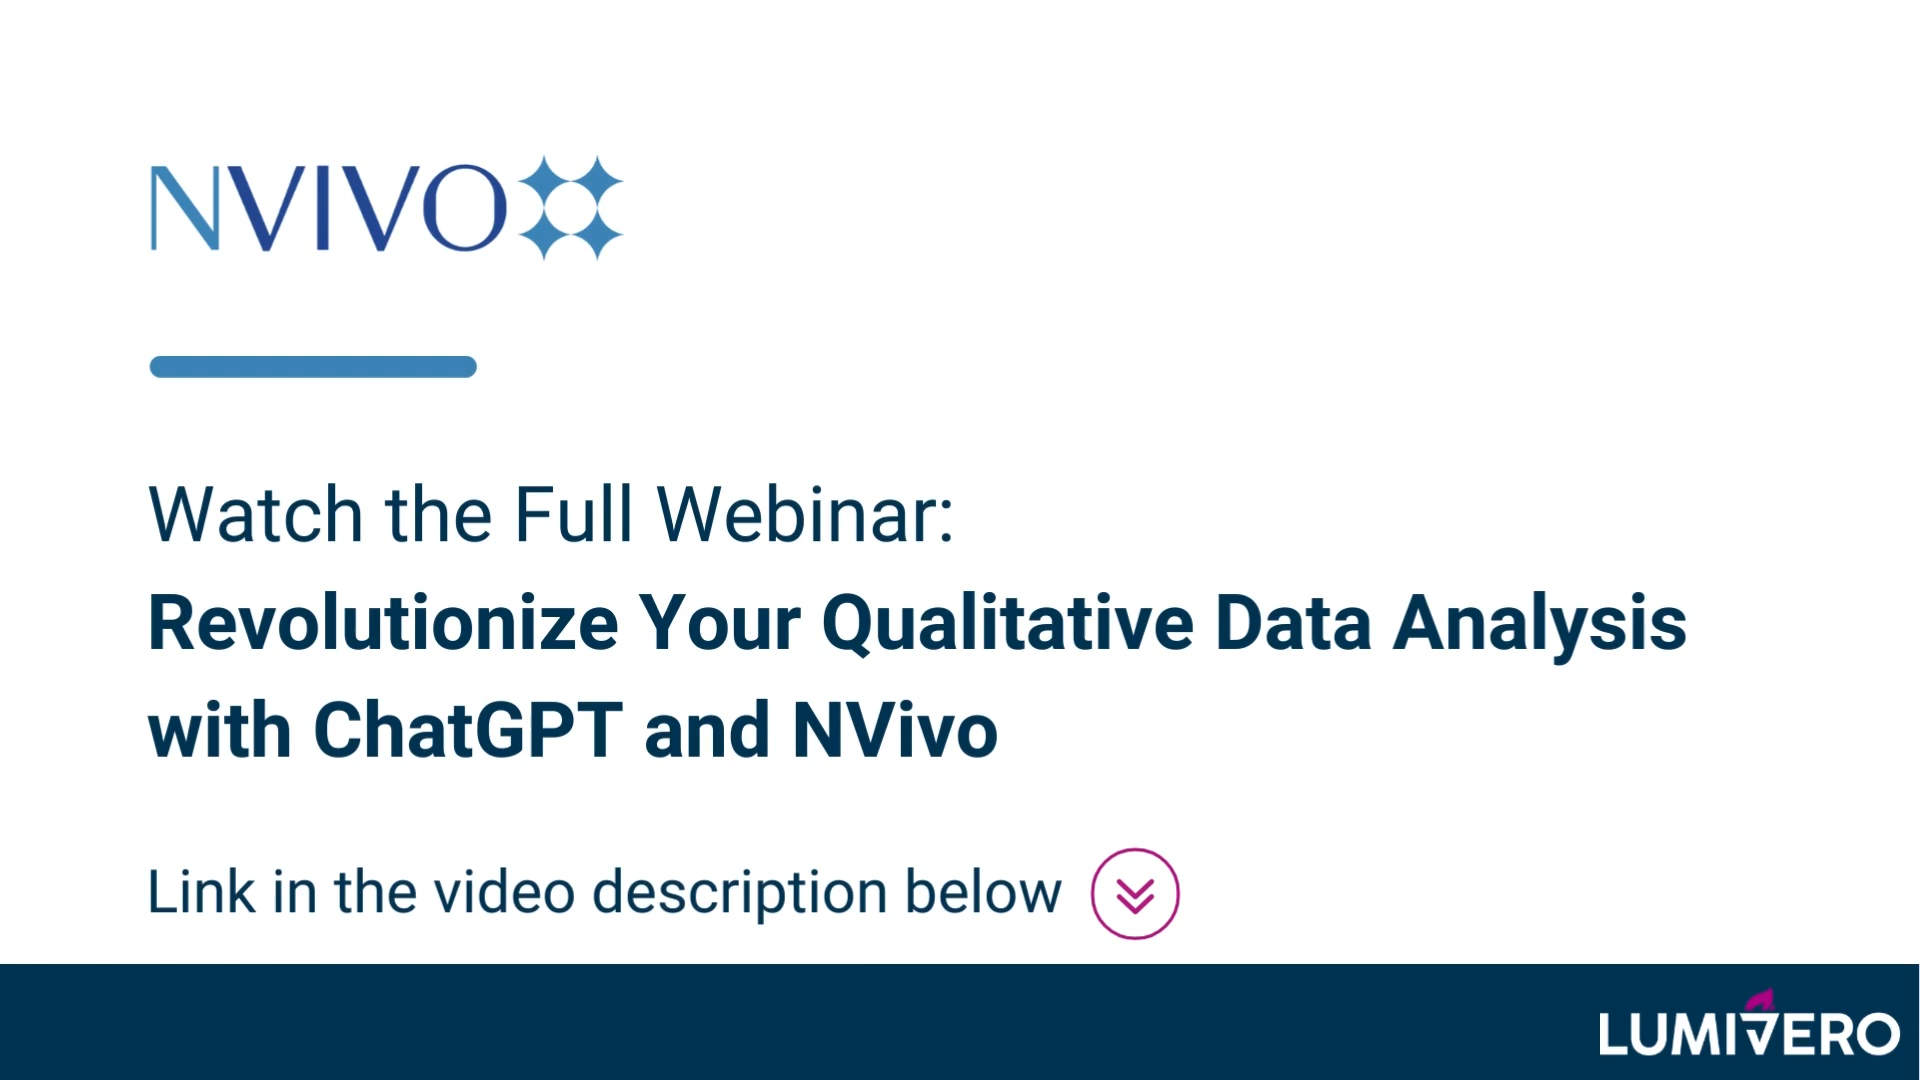 NVIVO
Watch the Full Webinar:
Revolutionize Your Qualitative Data Analysis
with ChatGPT and NVivo
Link in the video description below
LUMIVERO